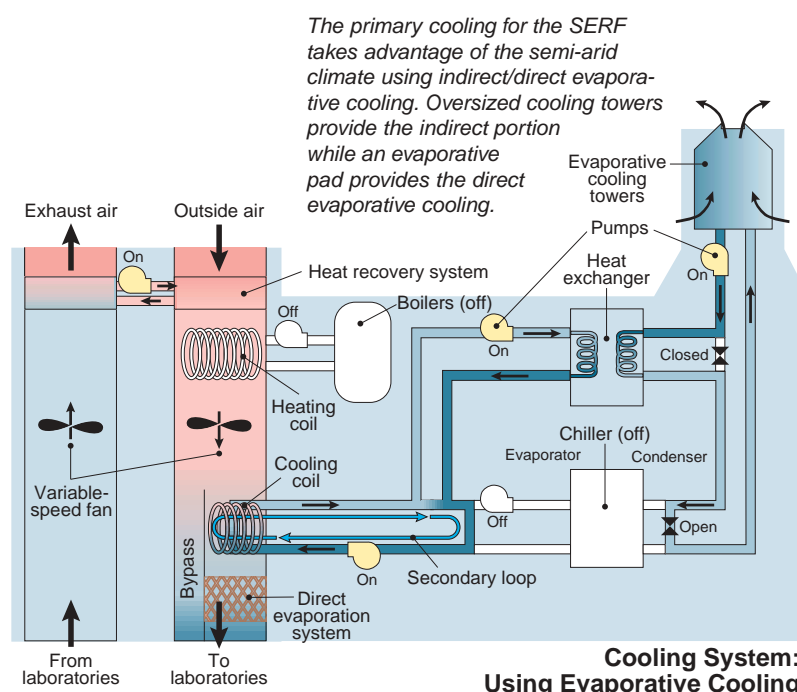 The primary cooling for the SERF
takes advantage of the semi-arid
climate using indirect/direct evapora-
tive cooling. Oversized cooling towers
provide the indirect portion
while an evaporative
pad provides the direct
evaporative cooling.
Evaporative
cooling
towers
Exhaust air
Outside air
Pumps
On
Heat recovery system
Heat
exchanger
On
Boilers (off)
Off
On
Closed
Heating
coil
Chiller (off)
Evaporator
Condenser
Cooling
coil
Variable-
speed fan
Off
Open
Bypass
On
Secondary loop
Direct
evaporation
system
From
laboratories
To
laboratories
Cooling System:
Using Evaporative Cooling